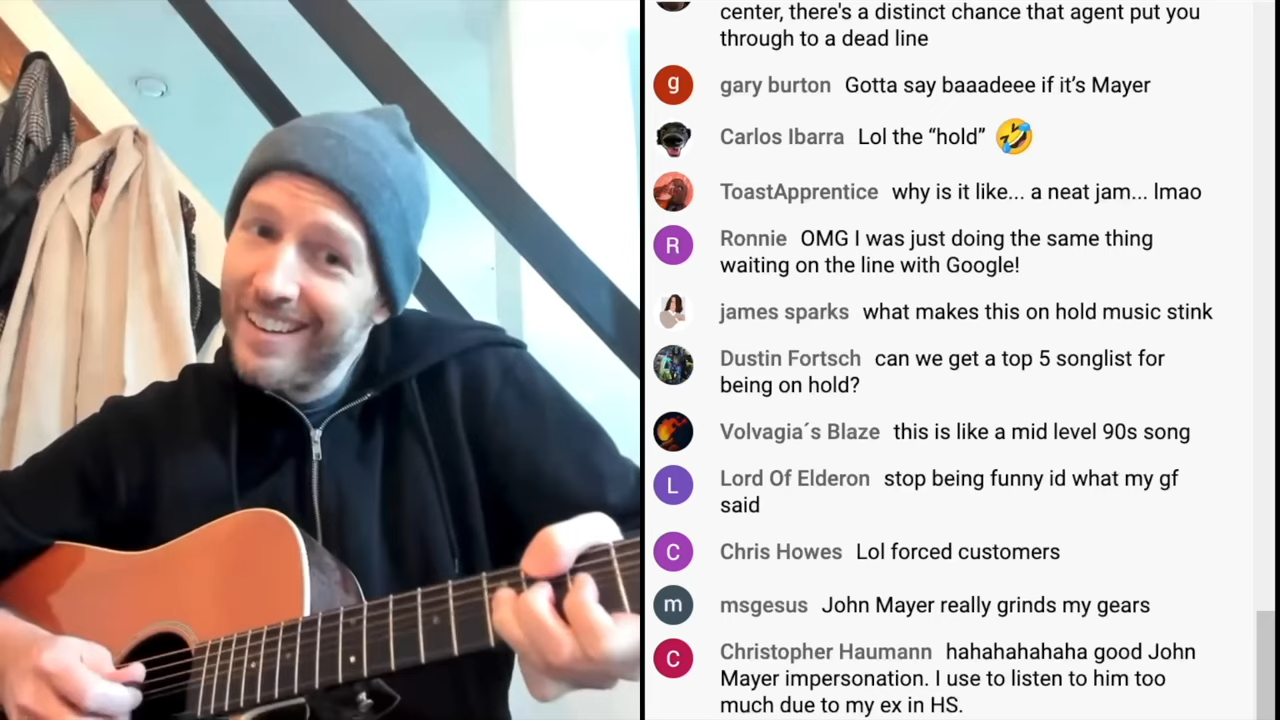 center, there's a distinct chance that agent put you
through to a dead line
g gary burton Gotta say baaadeee if it’s Mayer
Carlos Ibarra Lol the “hold” 🤣
ToastApprentice why is it like... a neat jam... lmao
R Ronnie OMG I was just doing the same thing
waiting on the line with Google!
james sparks what makes this on hold music stink
Dustin Fortsch can we get a top 5 songlist for
being on hold?
Volvagia´s Blaze this is like a mid level 90s song
L Lord Of Elderon stop being funny id what my gf
said
C Chris Howes Lol forced customers
m msgesus John Mayer really grinds my gears
C Christopher Haumann hahahahahaha good John
Mayer impersonation. I use to listen to him too
much due to my ex in HS.